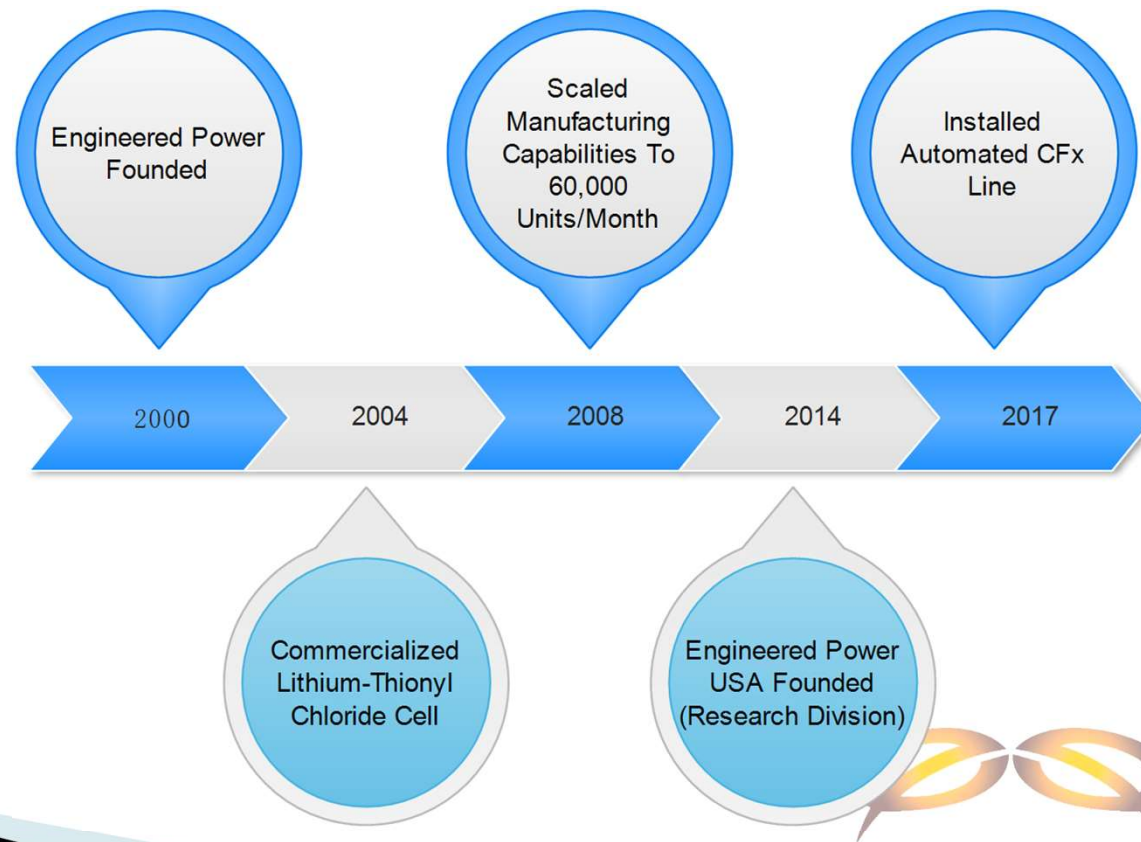 Engineered Power
Founded
Scaled
Manufacturing
Capabilities To
60,000
Units/Month
Installed
Automated CFx
Line
2000
2004
2008
2014
2017
Commercialized
Lithium-Thionyl
Chloride Cell
Engineered Power
USA Founded
(Research Division)